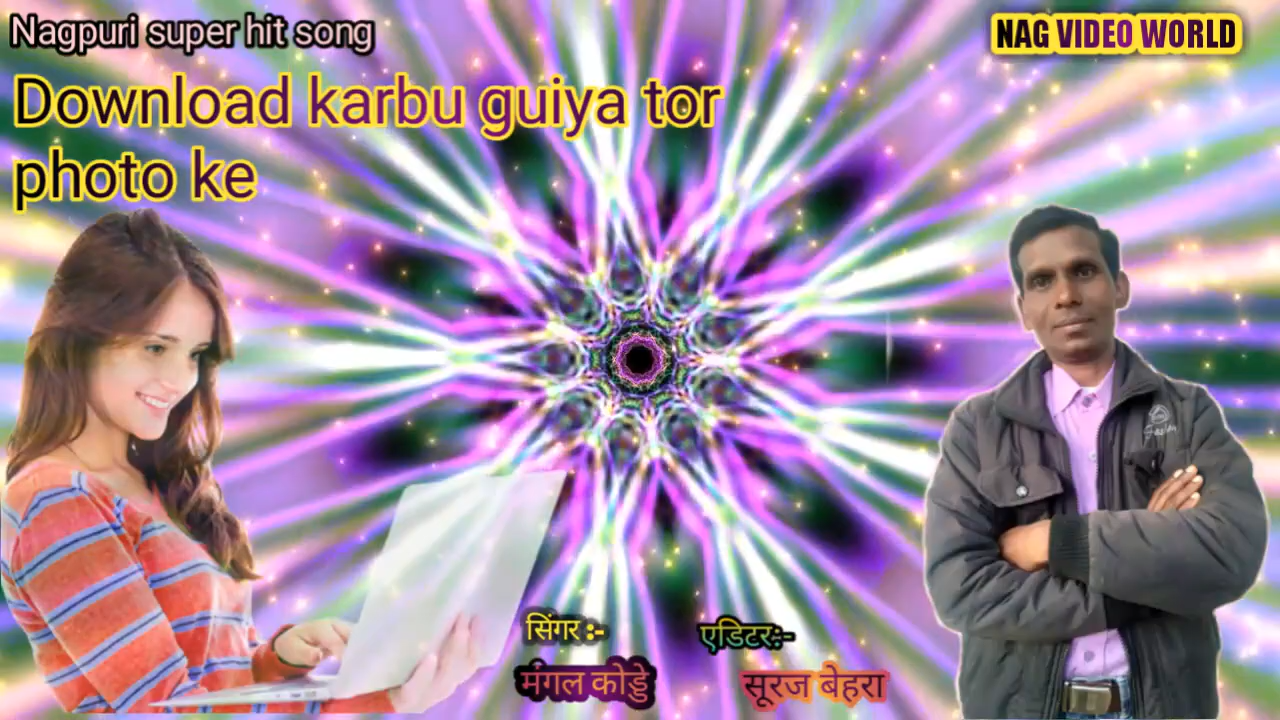 Nagpuri super hit song
NAG VIDEO WORLD
Download karbu guiya tor
photo ke
सिंगर :-
एडिटर:-
मंगल कोड्डे
सूरज बेहरा